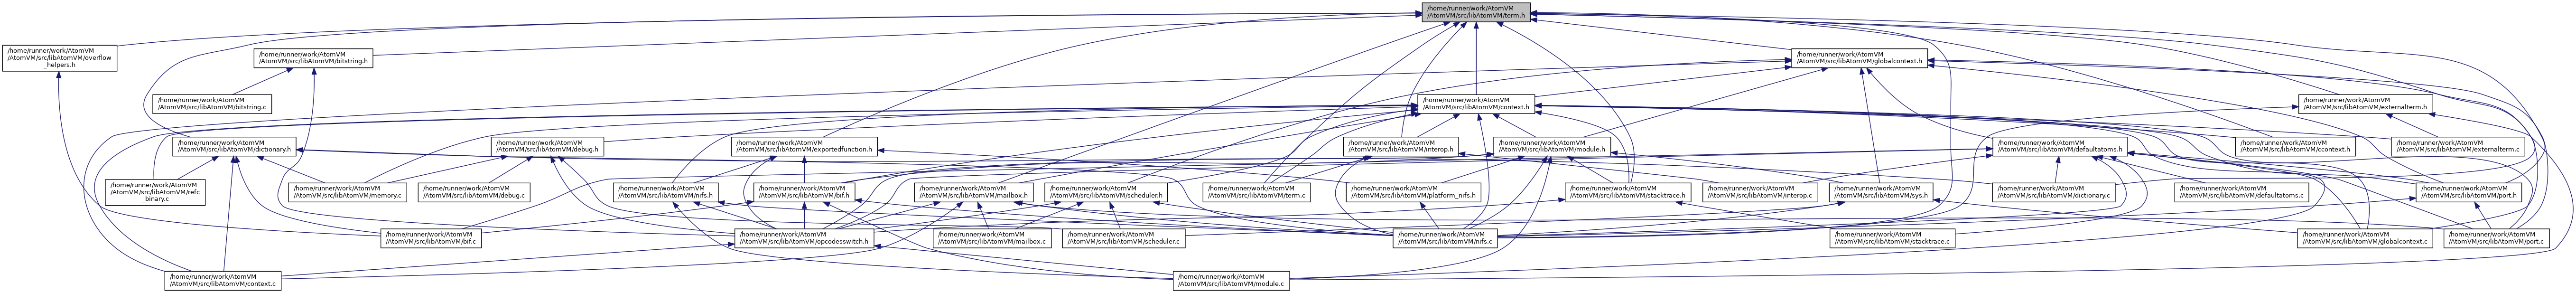 /home/runner/work/AtomVM
/AtomVM/src/libAtomVM/term.h
/home/runner/work/AtomVM
/AtomVM/src/libAtomVM/overflow
_helpers.h
/home/runner/work/AtomVM
/AtomVM/src/libAtomVM/bitstring.h
/home/runner/work/AtomVM
/AtomVM/src/libAtomVM/globalcontext.h
/home/runner/work/AtomVM
/AtomVM/src/libAtomVM/bitstring.c
/home/runner/work/AtomVM
/AtomVM/src/libAtomVM/context.h
/home/runner/work/AtomVM
/AtomVM/src/libAtomVM/externalterm.h
/home/runner/work/AtomVM
/AtomVM/src/libAtomVM/dictionary.h
/home/runner/work/AtomVM
/AtomVM/src/libAtomVM/debug.h
/home/runner/work/AtomVM
/AtomVM/src/libAtomVM/exportedfunction.h
/home/runner/work/AtomVM
/AtomVM/src/libAtomVM/interop.h
/home/runner/work/AtomVM
/AtomVM/src/libAtomVM/module.h
/home/runner/work/AtomVM
/AtomVM/src/libAtomVM/defaultatoms.h
/home/runner/work/AtomVM
/AtomVM/src/libAtomVM/ccontext.h
/home/runner/work/AtomVM
/AtomVM/src/libAtomVM/externalterm.c
/home/runner/work/AtomVM
/AtomVM/src/libAtomVM/refc
_binary.c
/home/runner/work/AtomVM
/AtomVM/src/libAtomVM/memory.c
/home/runner/work/AtomVM
/AtomVM/src/libAtomVM/debug.c
/home/runner/work/AtomVM
/AtomVM/src/libAtomVM/nifs.h
/home/runner/work/AtomVM
/AtomVM/src/libAtomVM/bif.h
/home/runner/work/AtomVM
/AtomVM/src/libAtomVM/mailbox.h
/home/runner/work/AtomVM
/AtomVM/src/libAtomVM/scheduler.h
/home/runner/work/AtomVM
/AtomVM/src/libAtomVM/term.c
/home/runner/work/AtomVM
/AtomVM/src/libAtomVM/platform_nifs.h
/home/runner/work/AtomVM
/AtomVM/src/libAtomVM/stacktrace.h
/home/runner/work/AtomVM
/AtomVM/src/libAtomVM/interop.c
/home/runner/work/AtomVM
/AtomVM/src/libAtomVM/sys.h
/home/runner/work/AtomVM
/AtomVM/src/libAtomVM/dictionary.c
/home/runner/work/AtomVM
/AtomVM/src/libAtomVM/defaultatoms.c
/home/runner/work/AtomVM
/AtomVM/src/libAtomVM/port.h
/home/runner/work/AtomVM
/AtomVM/src/libAtomVM/bif.c
/home/runner/work/AtomVM
/AtomVM/src/libAtomVM/opcodesswitch.h
/home/runner/work/AtomVM
/AtomVM/src/libAtomVM/mailbox.c
/home/runner/work/AtomVM
/AtomVM/src/libAtomVM/scheduler.c
/home/runner/work/AtomVM
/AtomVM/src/libAtomVM/nifs.c
/home/runner/work/AtomVM
/AtomVM/src/libAtomVM/stacktrace.c
/home/runner/work/AtomVM
/AtomVM/src/libAtomVM/globalcontext.c
/home/runner/work/AtomVM
/AtomVM/src/libAtomVM/port.c
/home/runner/work/AtomVM
/AtomVM/src/libAtomVM/context.c
/home/runner/work/AtomVM
/AtomVM/src/libAtomVM/module.c